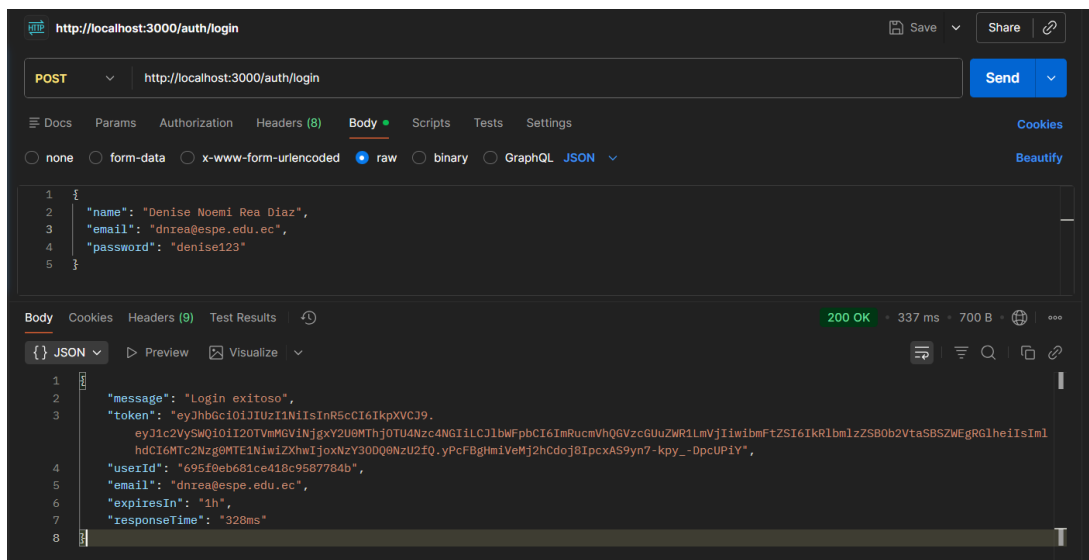 HTTP http://localhost:3000/auth/login Save Share
POST http://localhost:3000/auth/login Send
Docs Params Authorization Headers (8) Body Scripts Tests Settings Cookies
none form-data x-www-form-urlencoded raw binary GraphQL JSON Beautify
1 {
2 "name": "Denise Noemi Rea Diaz",
3 "email": "dnrea@espe.edu.ec",
4 "password": "denise123"
5 }
Body Cookies Headers (9) Test Results 200 OK • 337 ms • 700 B
{} JSON Preview Visualize
1 {
2 "message": "Login exitoso",
3 "token": "eyJhbGciOiJIUzI1NiIsInR5cCI6IkpXVCJ9.
eyJ1c2VySWQiOiI2OTVmMGViNjgxY2U0MThjOTU4Nzc4NGIiLCJlbWFpbCI6ImRucmVhQGVzcGUuZWR1LmVjIiwibmFtZSI6IkRlbmlzZSBOb2VtaSBSZWEgRGlheiIsIml
hdCI6MTc2Nzg0MTE1NiwiZXhwIjoxNzY3ODQ0NzU2fQ.yPcFBgHmiVeMj2hCdoj8IpcxAS9yn7-kpy_-DpcUPiY",
4 "userId": "695f0eb681ce418c9587784b",
5 "email": "dnrea@espe.edu.ec",
6 "expiresIn": "1h",
7 "responseTime": "328ms"
8 }